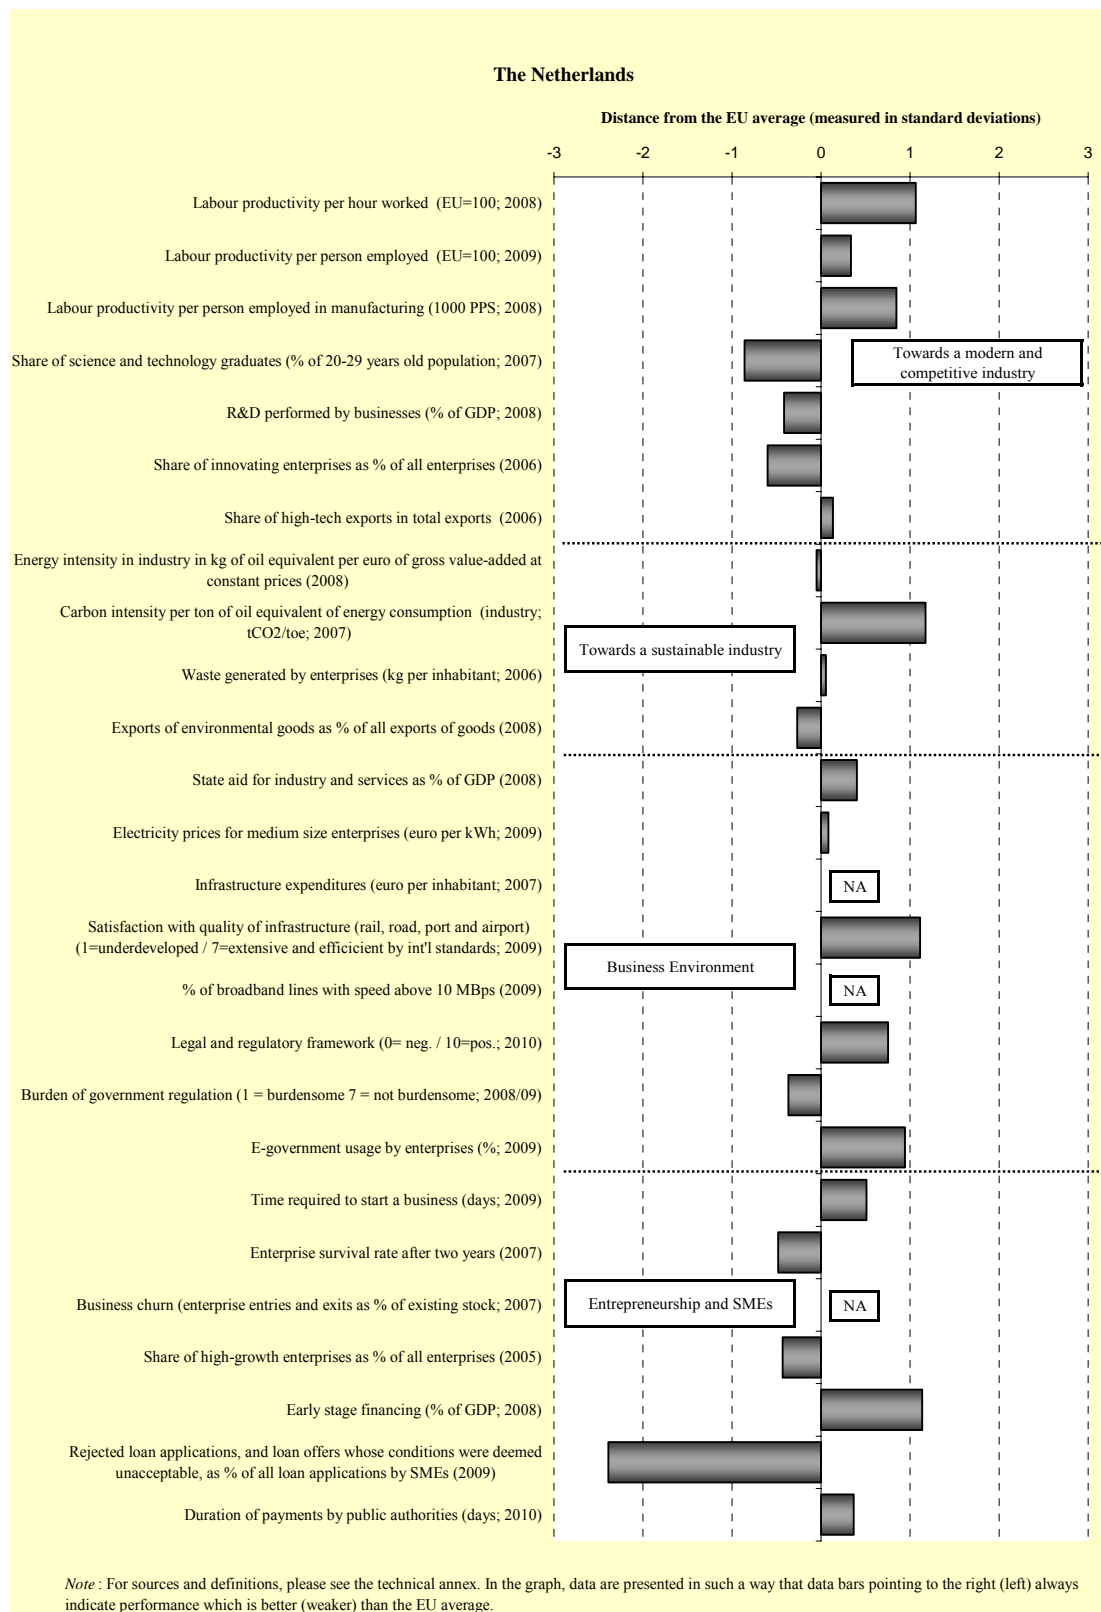 The Netherlands
Distance from the EU average (measured in standard deviations)
-3 -2 -1 0 1 2 3
Labour productivity per hour worked (EU=100; 2008)
Labour productivity per person employed (EU=100; 2009)
Labour productivity per person employed in manufacturing (1000 PPS; 2008)
Share of science and technology graduates (% of 20-29 years old population; 2007)
Towards a modern and
competitive industry
R&D performed by businesses (% of GDP; 2008)
Share of innovating enterprises as % of all enterprises (2006)
Share of high-tech exports in total exports (2006)
Energy intensity in industry in kg of oil equivalent per euro of gross value-added at
constant prices (2008)
Carbon intensity per ton of oil equivalent of energy consumption (industry;
tCO2/toe; 2007)
Towards a sustainable industry
Waste generated by enterprises (kg per inhabitant; 2006)
Exports of environmental goods as % of all exports of goods (2008)
State aid for industry and services as % of GDP (2008)
Electricity prices for medium size enterprises (euro per kWh; 2009)
Infrastructure expenditures (euro per inhabitant; 2007)
NA
Satisfaction with quality of infrastructure (rail, road, port and airport)
(1=underdeveloped / 7=extensive and efficicient by int'l standards; 2009)
Business Environment
% of broadband lines with speed above 10 MBps (2009)
NA
Legal and regulatory framework (0= neg. / 10=pos.; 2010)
Burden of government regulation (1 = burdensome 7 = not burdensome; 2008/09)
E-government usage by enterprises (%; 2009)
Time required to start a business (days; 2009)
Enterprise survival rate after two years (2007)
Business churn (enterprise entries and exits as % of existing stock; 2007)
Entrepreneurship and SMEs
NA
Share of high-growth enterprises as % of all enterprises (2005)
Early stage financing (% of GDP; 2008)
Rejected loan applications, and loan offers whose conditions were deemed
unacceptable, as % of all loan applications by SMEs (2009)
Duration of payments by public authorities (days; 2010)
Note : For sources and definitions, please see the technical annex. In the graph, data are presented in such a way that data bars pointing to the right (left) always
indicate performance which is better (weaker) than the EU average.